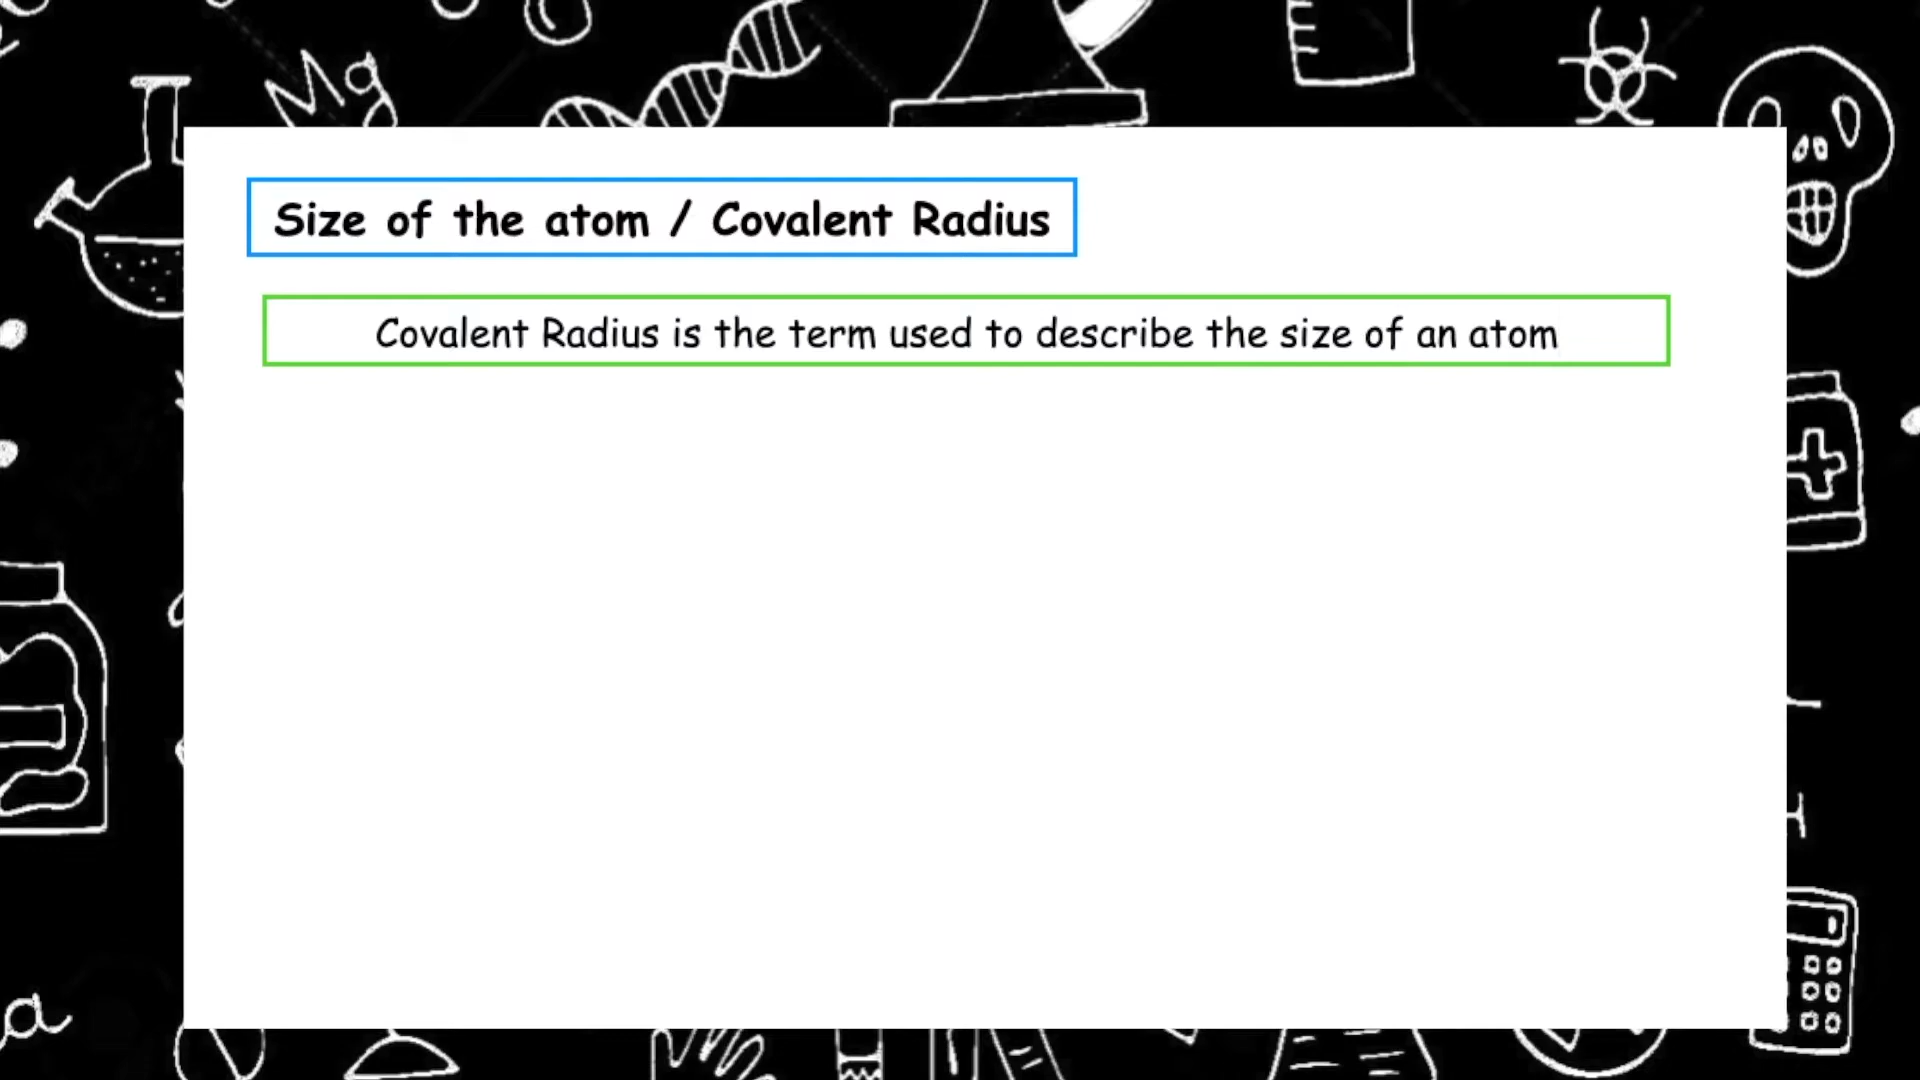 Mg
Size of the atom / Covalent Radius
Covalent Radius is the term used to describe the size of an atom
a